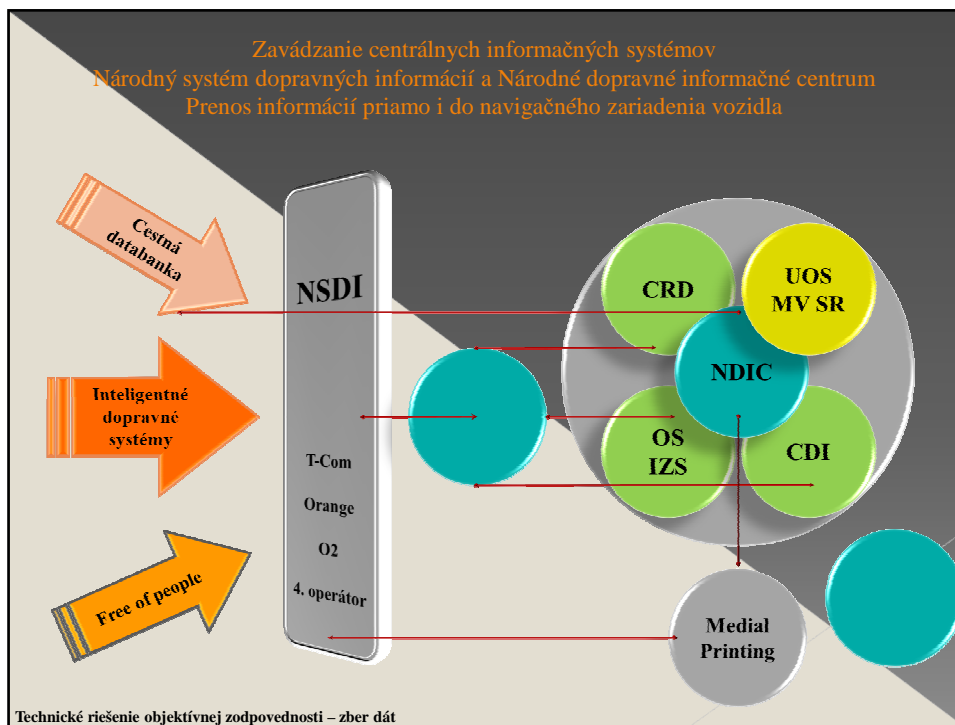 Zavádzanie centrálnych informačných systémov
Národný systém dopravných informácií a Národné dopravné informačné centrum
Prenos informácií priamo i do navigačného zariadenia vozidla
Cestná
databanka
Inteligentné
dopravné
systémy
Free of people
NSDI
T-Com
Orange
O2
4. operátor
CRD
UOS
MV SR
NDIC
OS
IZS
CDI
Medial
Printing
Technické riešenie objektívnej zodpovednosti – zber dát